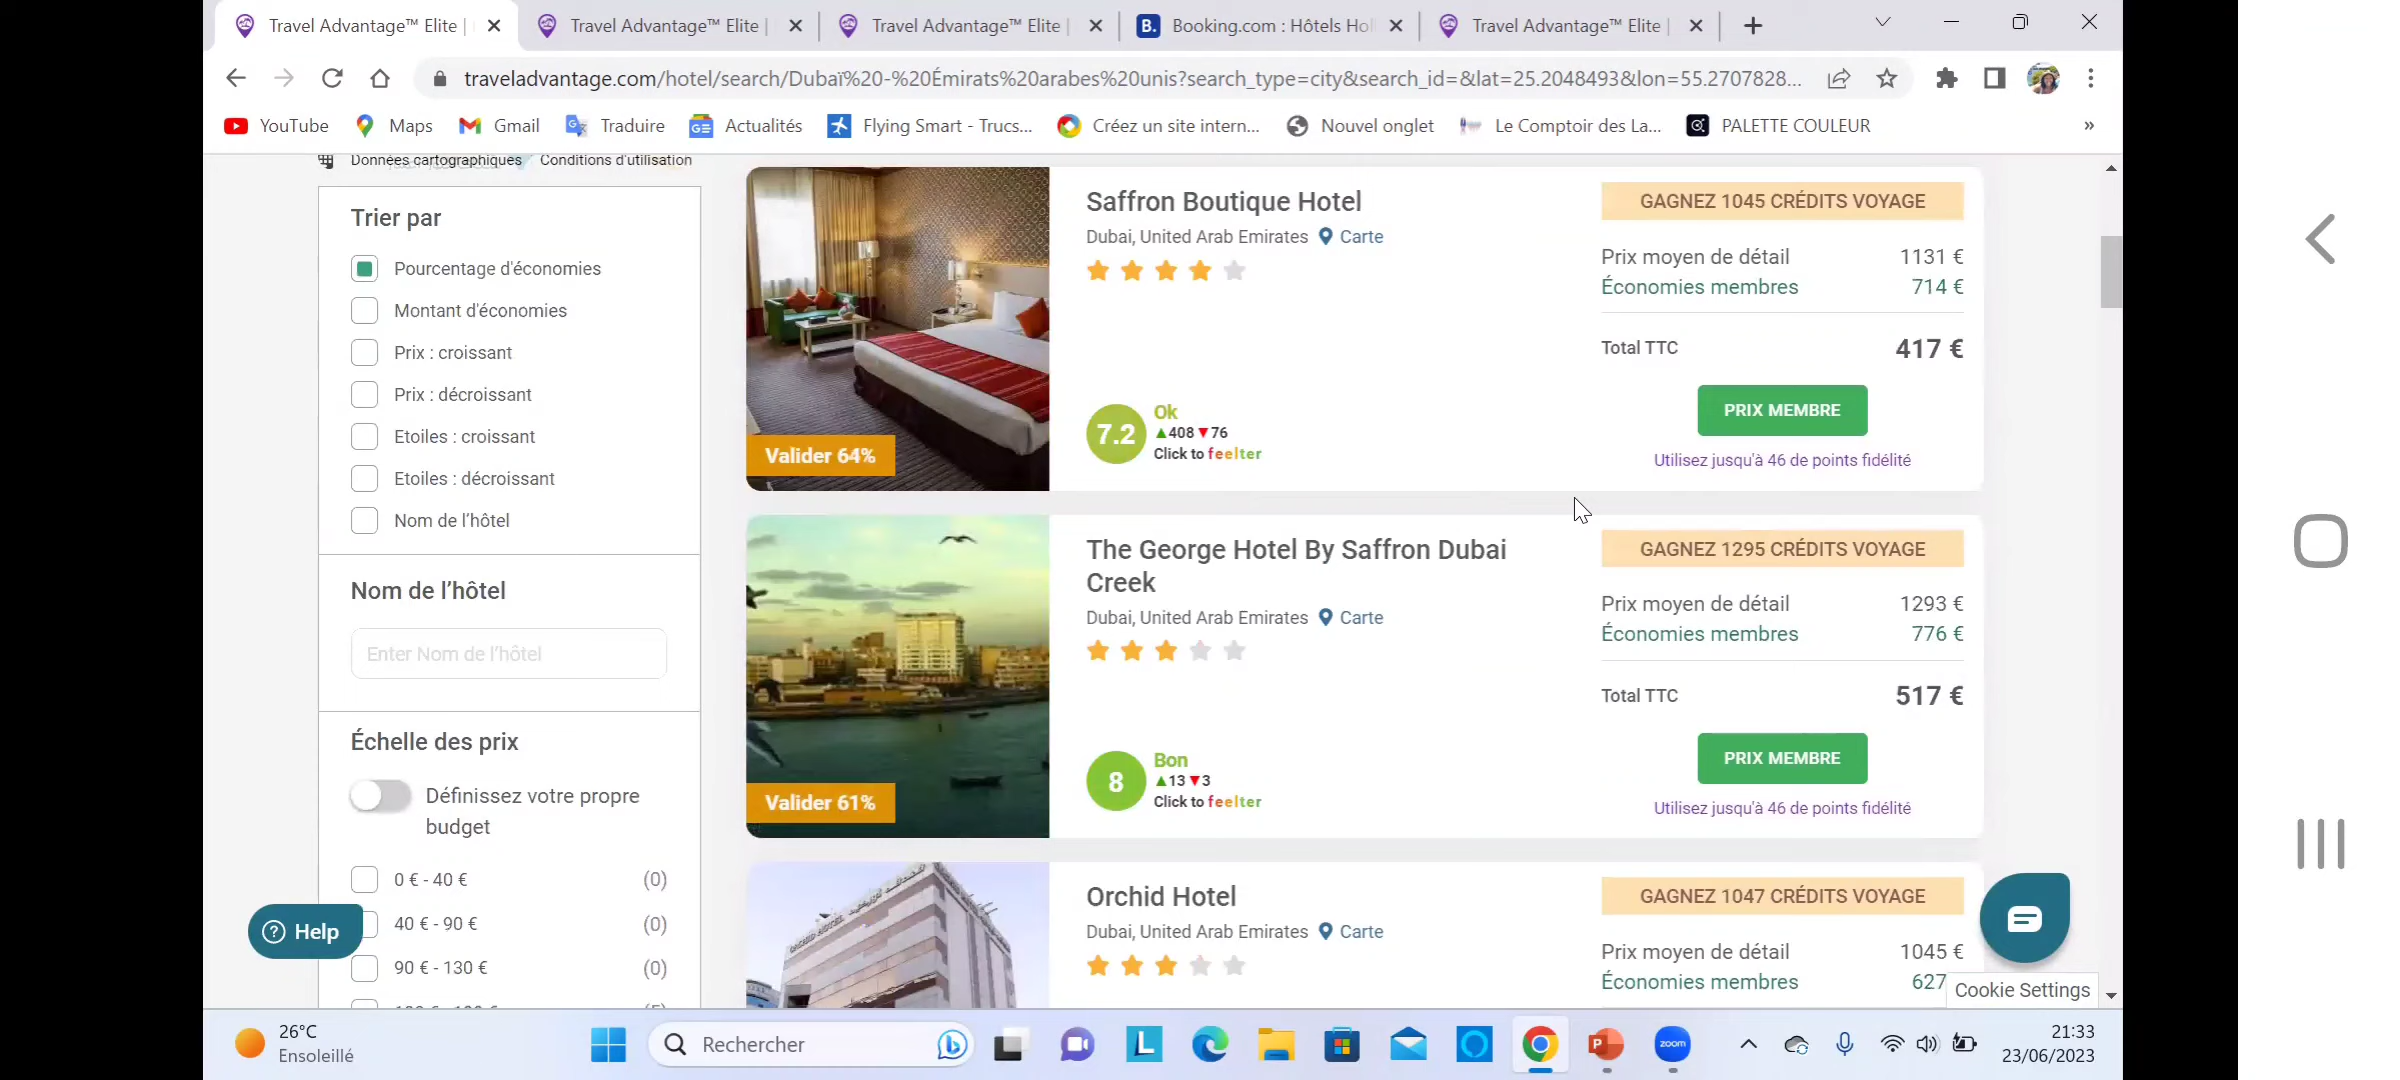 Travel Advantage™ Elite |
Travel Advantage™ Elite |
Travel Advantage™ Elite |
B. Booking.com : Hôtels Hol
Travel Advantage™ Elite |
traveladvantage.com/hotel/search/Dubaï%20-%20Émirats%20arabes%20unis?search_type=city&search_id=&lat=25.2048493&lon=55.2707828...
YouTube Maps Gmail Traduire Actualités Flying Smart - Trucs... Créez un site intern... Nouvel onglet Le Comptoir des La... PALETTE COULEUR »
Données cartographiques Conditions d'utilisation
Trier par
Pourcentage d'économies
Montant d'économies
Prix : croissant
Prix : décroissant
Etoiles : croissant
Etoiles : décroissant
Nom de l’hôtel
Nom de l’hôtel
Enter Nom de l’hôtel
Échelle des prix
Définissez votre propre
budget
0 € - 40 € (0)
40 € - 90 € (0)
90 € - 130 € (0)
? Help
Saffron Boutique Hotel
Dubai, United Arab Emirates Carte
Valider 64%
7.2
Ok
408 76
Click to feelter
GAGNEZ 1045 CRÉDITS VOYAGE
Prix moyen de détail 1131 €
Économies membres 714 €
Total TTC 417 €
PRIX MEMBRE
Utilisez jusqu'à 46 de points fidélité
The George Hotel By Saffron Dubai
Creek
Dubai, United Arab Emirates Carte
Valider 61%
8
Bon
13 3
Click to feelter
GAGNEZ 1295 CRÉDITS VOYAGE
Prix moyen de détail 1293 €
Économies membres 776 €
Total TTC 517 €
PRIX MEMBRE
Utilisez jusqu'à 46 de points fidélité
Orchid Hotel
Dubai, United Arab Emirates Carte
GAGNEZ 1047 CRÉDITS VOYAGE
Prix moyen de détail 1045 €
Économies membres 627
Cookie Settings
26°C
Ensoleillé
Rechercher
L
zoom
21:33
23/06/2023